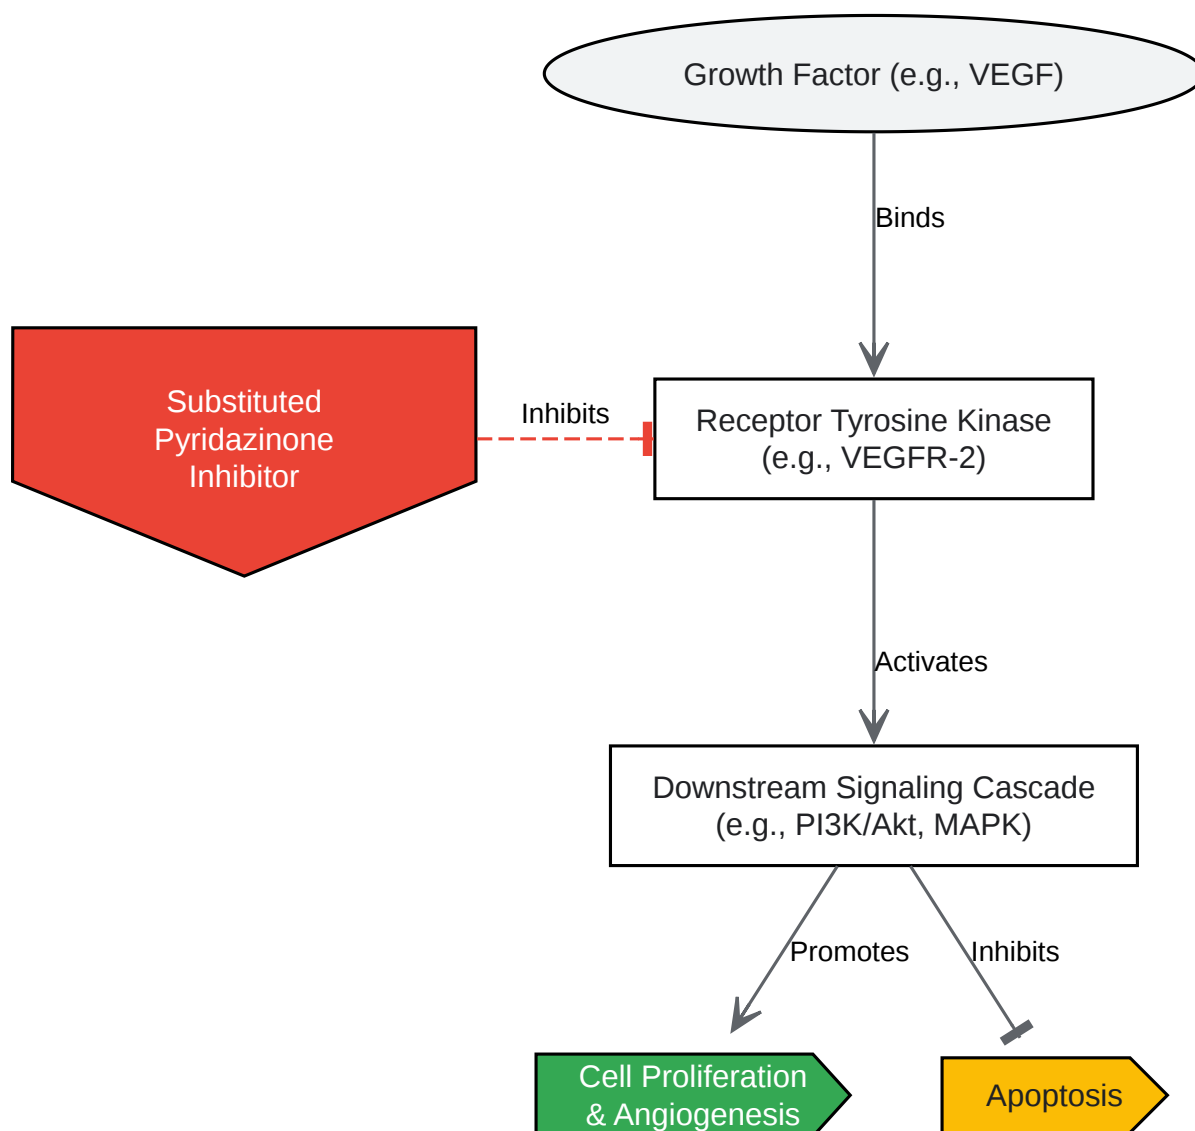 Growth Factor (e.g., VEGF)
Binds
Substituted
Pyridazinone
Inhibitor
Inhibits
Receptor Tyrosine Kinase
(e.g., VEGFR-2)
Activates
Downstream Signaling Cascade
(e.g., PI3K/Akt, MAPK)
Promotes
Inhibits
Cell Proliferation
& Angiogenesis
Apoptosis